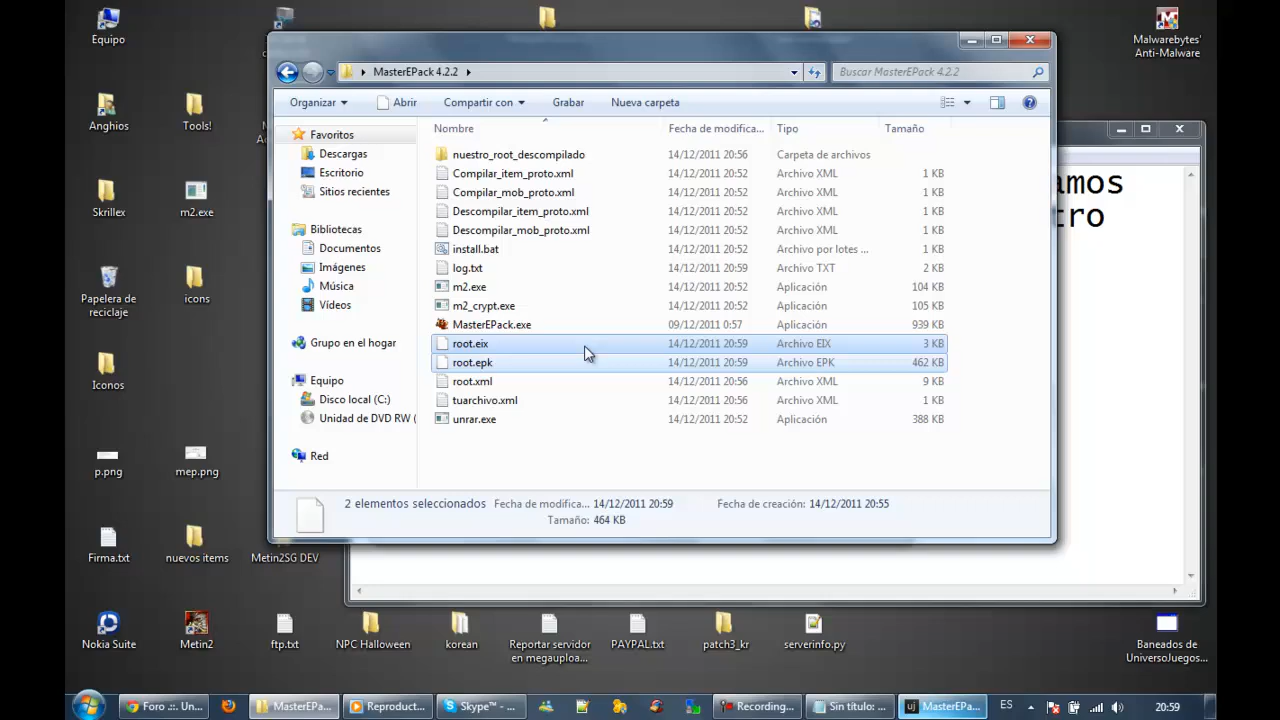 Equipo
Malwarebytes'
Anti-Malware
MasterEPack 4.2.2
Buscar MasterEPack 4.2.2
Organizar
Abrir
Compartir con
Grabar
Nueva carpeta
Nombre
Fecha de modifica...
Tipo
Tamaño
Favoritos
Descargas
Escritorio
Sitios recientes
Bibliotecas
Documentos
Imágenes
Música
Vídeos
Grupo en el hogar
Equipo
Disco local (C:)
Unidad de DVD RW (
Red
nuestro_root_descompilado 14/12/2011 20:56 Carpeta de archivos
Compilar_item_proto.xml 14/12/2011 20:52 Archivo XML 1 KB
Compilar_mob_proto.xml 14/12/2011 20:52 Archivo XML 1 KB
Descompilar_item_proto.xml 14/12/2011 20:52 Archivo XML 1 KB
Descompilar_mob_proto.xml 14/12/2011 20:52 Archivo XML 1 KB
install.bat 14/12/2011 20:52 Archivo por lotes ... 1 KB
log.txt 14/12/2011 20:59 Archivo TXT 2 KB
m2.exe 14/12/2011 20:52 Aplicación 104 KB
m2_crypt.exe 14/12/2011 20:52 Aplicación 105 KB
MasterEPack.exe 09/12/2011 0:57 Aplicación 939 KB
root.eix 14/12/2011 20:59 Archivo EIX 3 KB
root.epk 14/12/2011 20:59 Archivo EPK 462 KB
root.xml 14/12/2011 20:56 Archivo XML 9 KB
tuarchivo.xml 14/12/2011 20:56 Archivo XML 1 KB
unrar.exe 14/12/2011 20:52 Aplicación 388 KB
2 elementos seleccionados Fecha de modifica... 14/12/2011 20:59 Fecha de creación: 14/12/2011 20:55
Tamaño: 464 KB
amos
tro
Anghios
Tools!
Skrillex
m2.exe
Papelera de
reciclaje
icons
Iconos
p.png
mep.png
Firma.txt
nuevos items
Metin2SG DEV
Nokia Suite
Metin2
ftp.txt
NPC Halloween
korean
Reportar servidor
en megauploa...
PAYPAL.txt
patch3_kr
serverinfo.py
Baneados de
UniversoJuegos...
Foro .::. Un...
MasterEPa...
Reproduct...
Skype™ - ...
Recording...
Sin título: ...
uj
MasterEPa...
ES
20:59